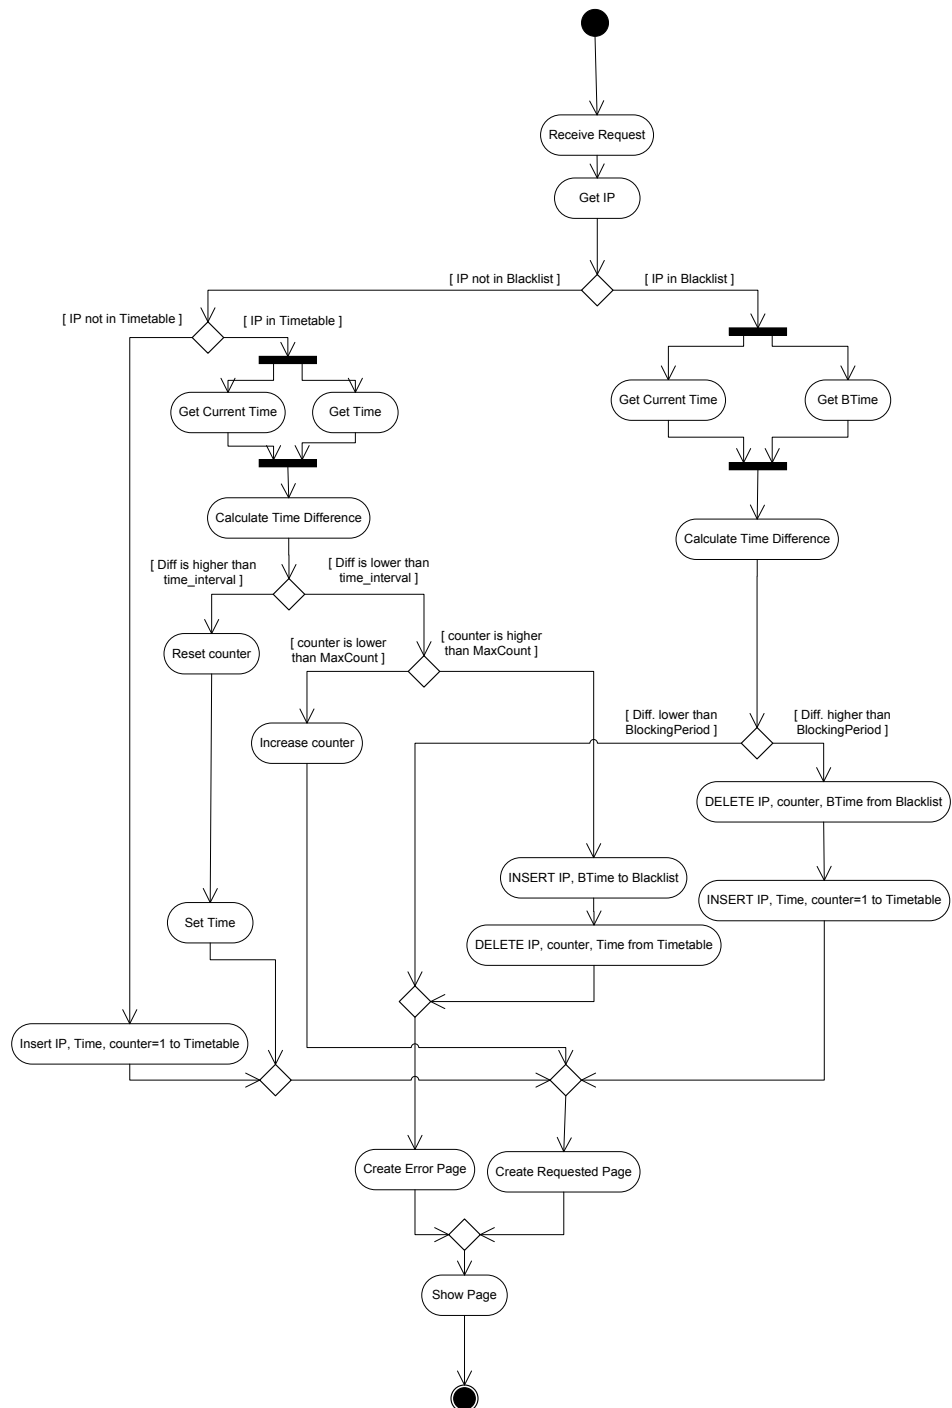 Receive Request
Get IP
[ IP not in Blacklist ]
[ IP in Blacklist ]
[ IP not in Timetable ]
[ IP in Timetable ]
Get Current Time
Get Time
Get Current Time
Get BTime
Calculate Time Difference
Calculate Time Difference
[ Diff is higher than
time_interval ]
[ Diff is lower than
time_interval ]
Reset counter
[ counter is lower
than MaxCount ]
[ counter is higher
than MaxCount ]
[ Diff. lower than
BlockingPeriod ]
[ Diff. higher than
BlockingPeriod ]
Increase counter
DELETE IP, counter, BTime from Blacklist
INSERT IP, BTime to Blacklist
INSERT IP, Time, counter=1 to Timetable
Set Time
DELETE IP, counter, Time from Timetable
Insert IP, Time, counter=1 to Timetable
Create Error Page
Create Requested Page
Show Page